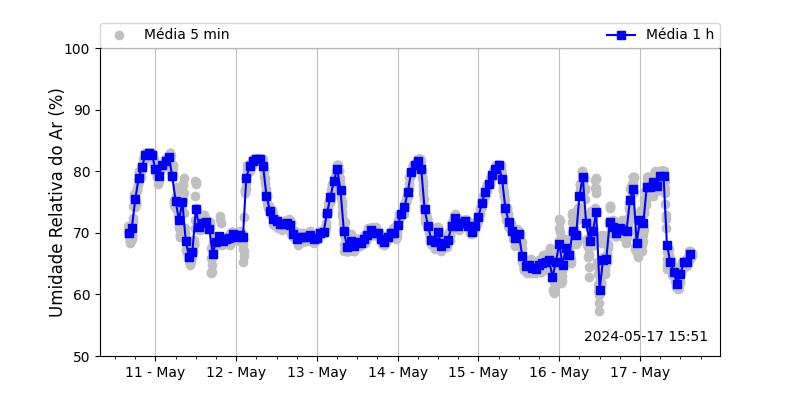 Média 5 min
Média 1 h
Umidade Relativa do Ar (%)
100
90
80
70
60
50
2024-05-17 15:51
11 - May
12 - May
13 - May
14 - May
15 - May
16 - May
17 - May